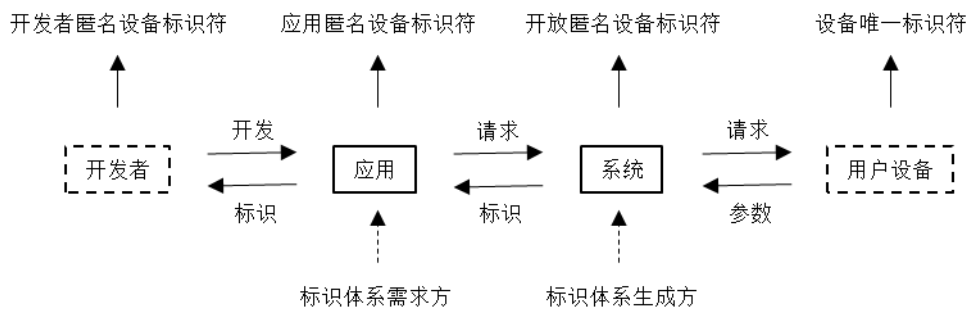 开发者匿名设备标识符 应用匿名设备标识符 开放匿名设备标识符 设备唯一标识符
开发 请求 请求
开发者 应用 系统 用户设备
标识 标识 参数
标识体系需求方 标识体系生成方